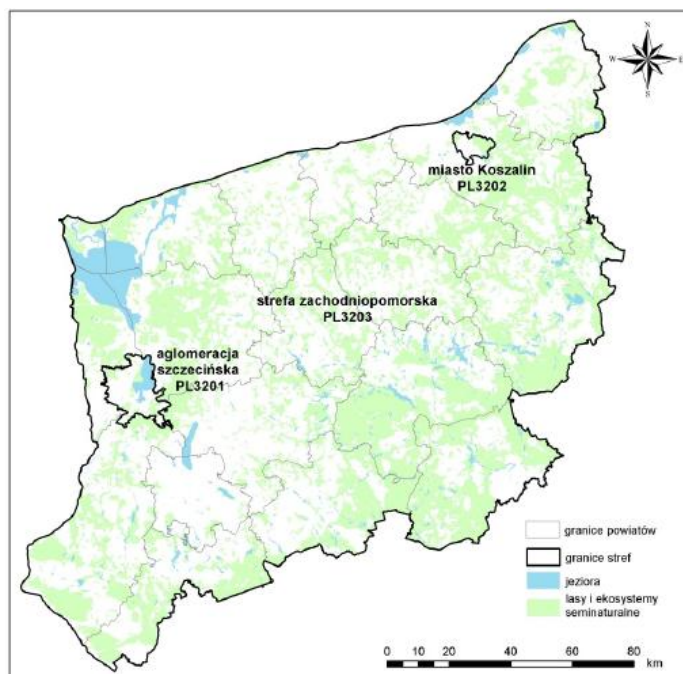 N
W E
S
miasto Koszalin
PL3202
strefa zachodniopomorska
PL3203
aglomeracja
szczecińska
PL3201
granice powiatów
granice stref
jeziora
lasy i ekosystemy
seminaturalne
0 10 20 40 60 80
km